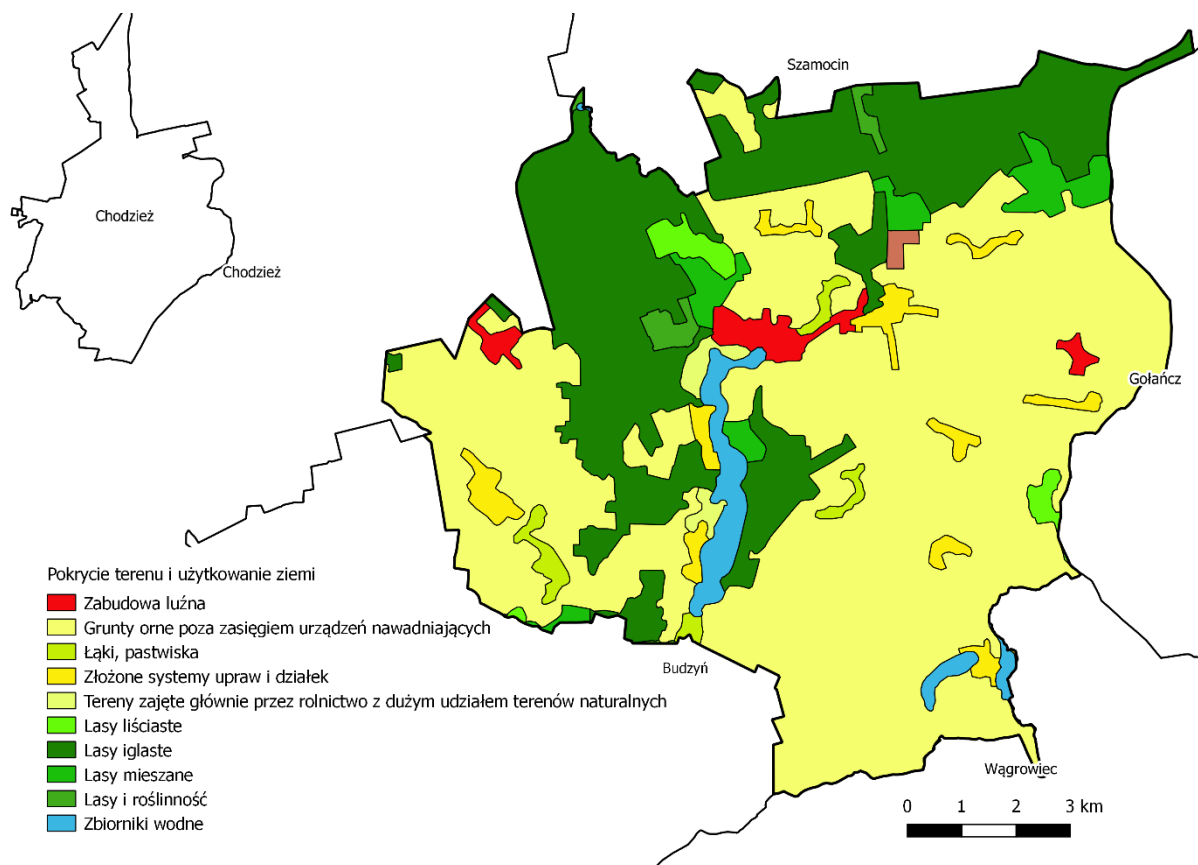 Szamocin
Chodzież
Chodzież
Gołańcz
Pokrycie terenu i użytkowanie ziemi
Zabudowa luźna
Grunty orne poza zasięgiem urządzeń nawadniających
Łąki, pastwiska
Złożone systemy upraw i działek
Tereny zajęte głównie przez rolnictwo z dużym udziałem terenów naturalnych
Lasy liściaste
Lasy iglaste
Lasy mieszane
Lasy i roślinność
Zbiorniki wodne
Budzyń
Wągrowiec
0 1 2 3 km